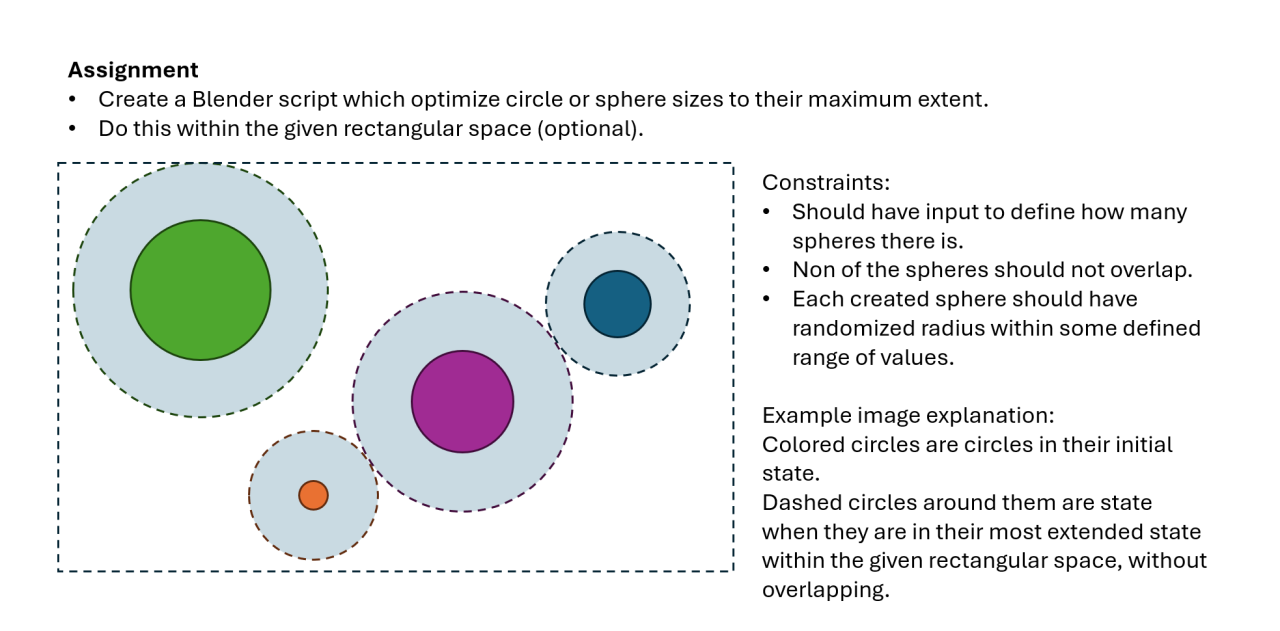 Assignment
• Create a Blender script which optimize circle or sphere sizes to their maximum extent.
• Do this within the given rectangular space (optional).
Constraints:
• Should have input to define how many
spheres there is.
• Non of the spheres should not overlap.
• Each created sphere should have
randomized radius within some defined
range of values.
Example image explanation:
Colored circles are circles in their initial
state.
Dashed circles around them are state
when they are in their most extended state
within the given rectangular space, without
overlapping.